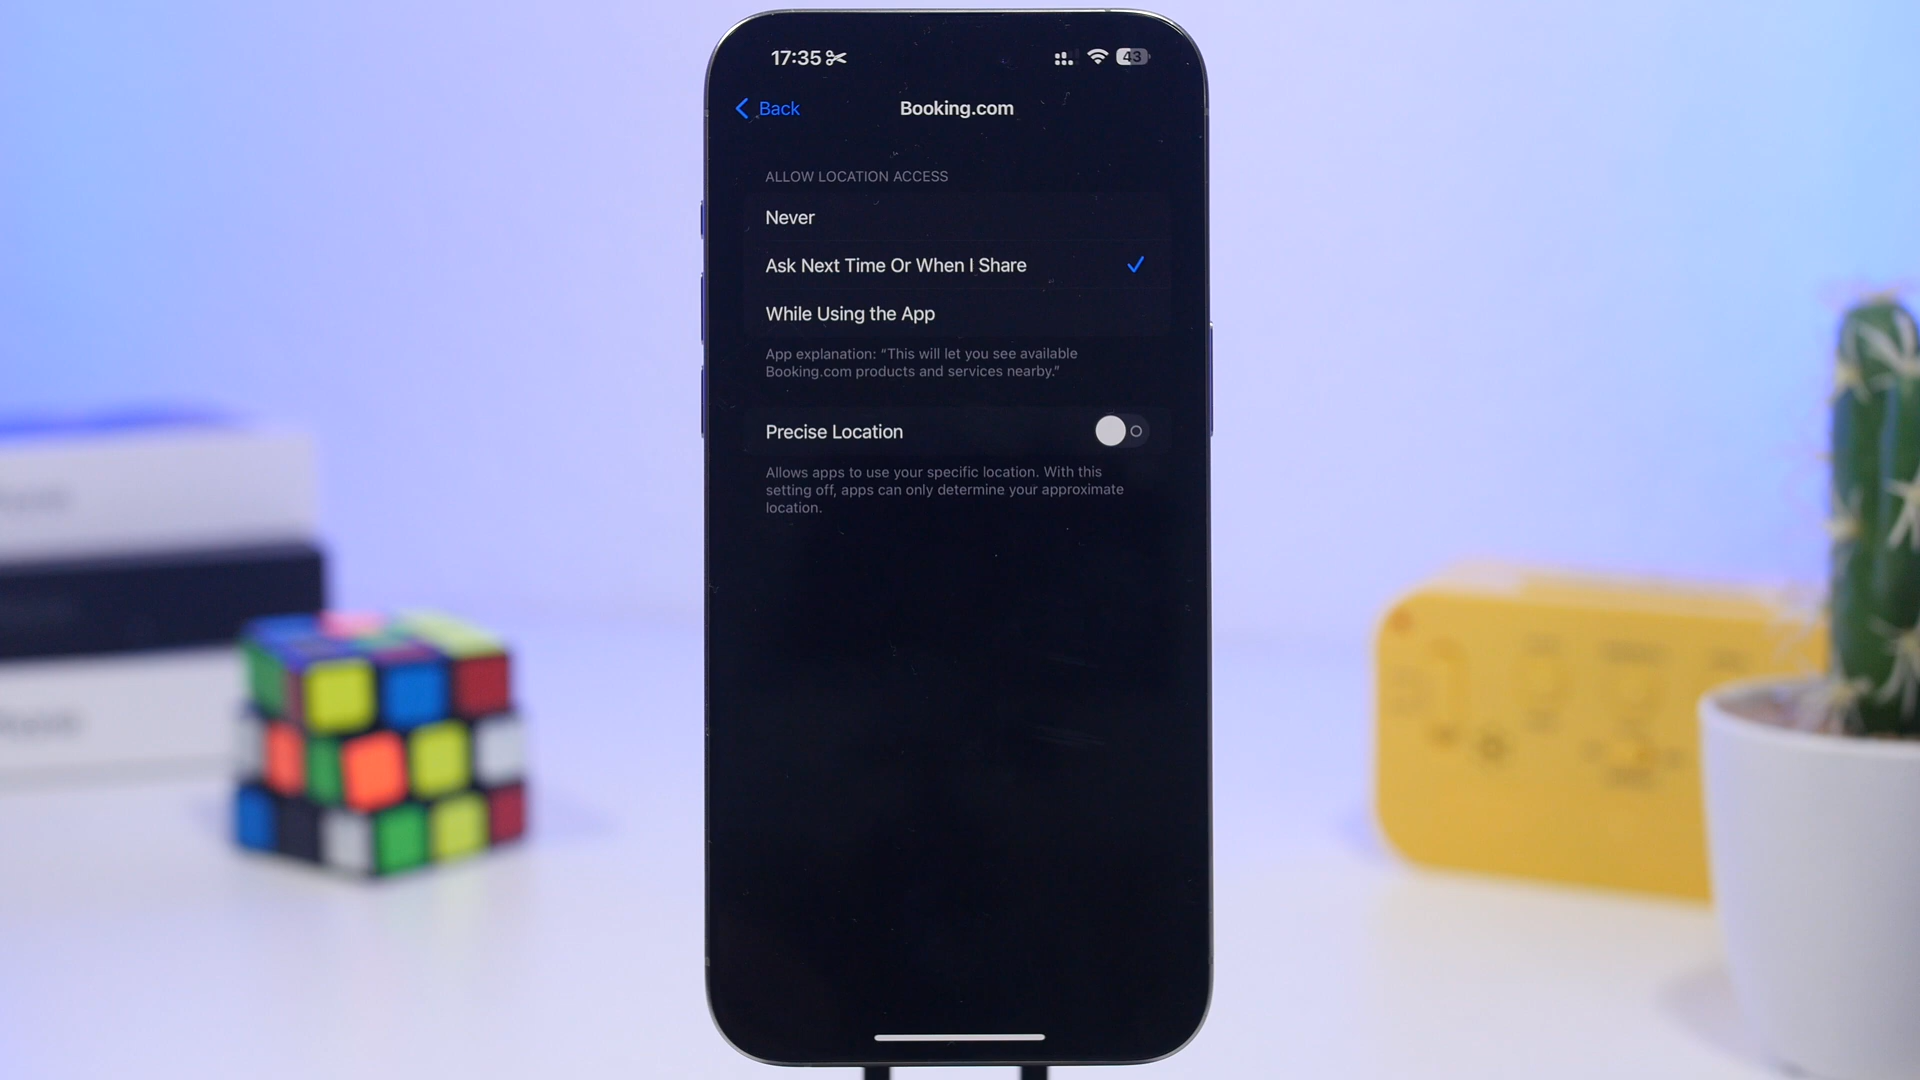 17:35
43
Back
Booking.com
ALLOW LOCATION ACCESS
Never
Ask Next Time Or When I Share
While Using the App
App explanation: “This will let you see available
Booking.com products and services nearby.”
Precise Location
Allows apps to use your specific location. With this
setting off, apps can only determine your approximate
location.